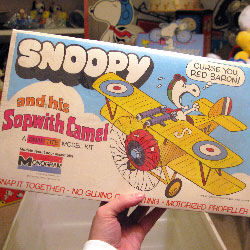 SNOOPY
CURSE YOU,
RED BARON!
and his
Sopwith Camel
A
MODEL KIT
MONOGRAM
SNAP IT TOGETHER - NO GLUING
MOTORIZED PROPELLER